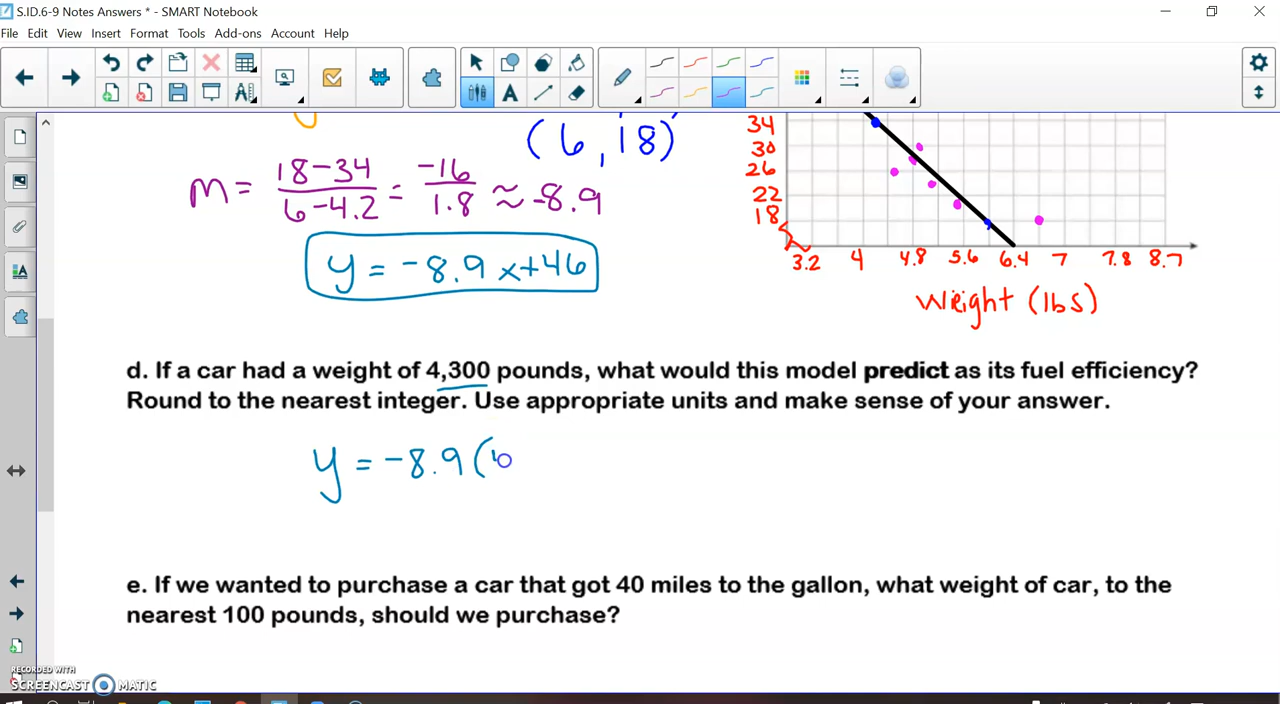 S.ID.6-9 Notes Answers * - SMART Notebook
File Edit View Insert Format Tools Add-ons Account Help
(6, 18)
m = 18-34 / 6-4.2 = -16 / 1.8 ≈ -8.9
y = -8.9x+46
34
30
26
22
18
3.2 4 4.8 5.6 6.4 7 7.8 8.7
Weight (lbs)
d. If a car had a weight of 4,300 pounds, what would this model predict as its fuel efficiency?
Round to the nearest integer. Use appropriate units and make sense of your answer.
y = -8.9(
e. If we wanted to purchase a car that got 40 miles to the gallon, what weight of car, to the
nearest 100 pounds, should we purchase?
RECORDED WITH
SCREENCAST MATIC